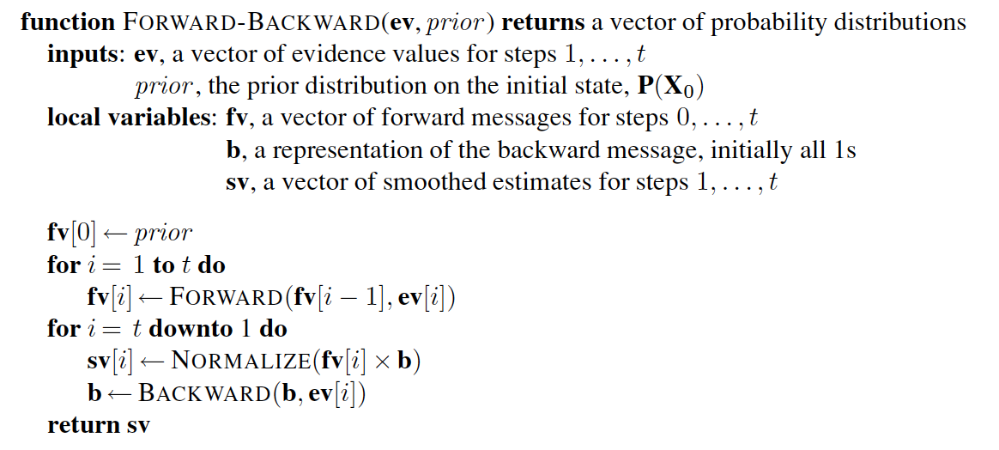 function FORWARD-BACKWARD(ev, prior) returns a vector of probability distributions
inputs: ev, a vector of evidence values for steps 1, . . . , t
prior, the prior distribution on the initial state, P(X₀)
local variables: fv, a vector of forward messages for steps 0, . . . , t
b, a representation of the backward message, initially all 1s
sv, a vector of smoothed estimates for steps 1, . . . , t
fv[0] ← prior
for i = 1 to t do
fv[i] ← FORWARD(fv[i − 1], ev[i])
for i = t downto 1 do
sv[i] ← NORMALIZE(fv[i] × b)
b ← BACKWARD(b, ev[i])
return sv